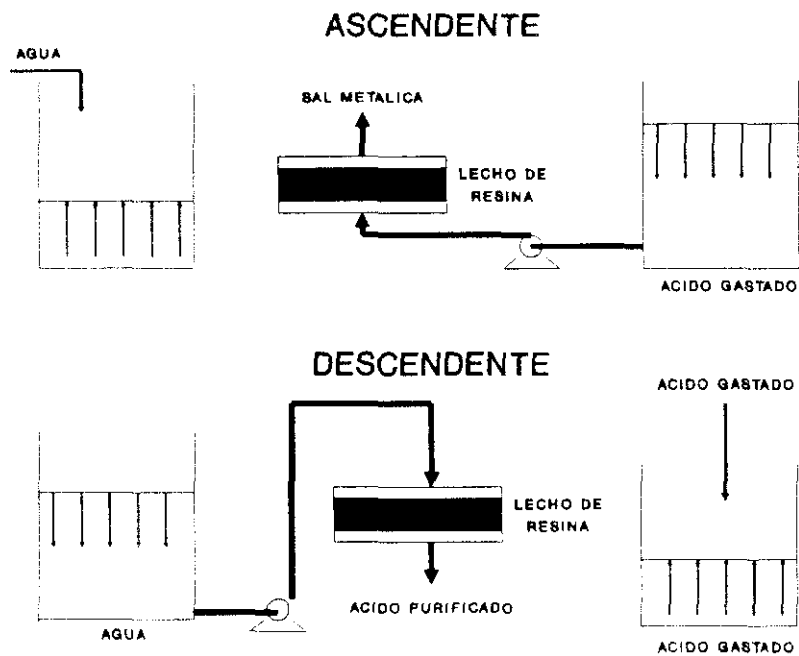 ASCENDENTE
AGUA
SAL METALICA
LECHO DE
RESINA
ACIDO GASTADO
DESCENDENTE
ACIDO GASTADO
LECHO DE
RESINA
ACIDO PURIFICADO
AGUA
ACIDO GASTADO